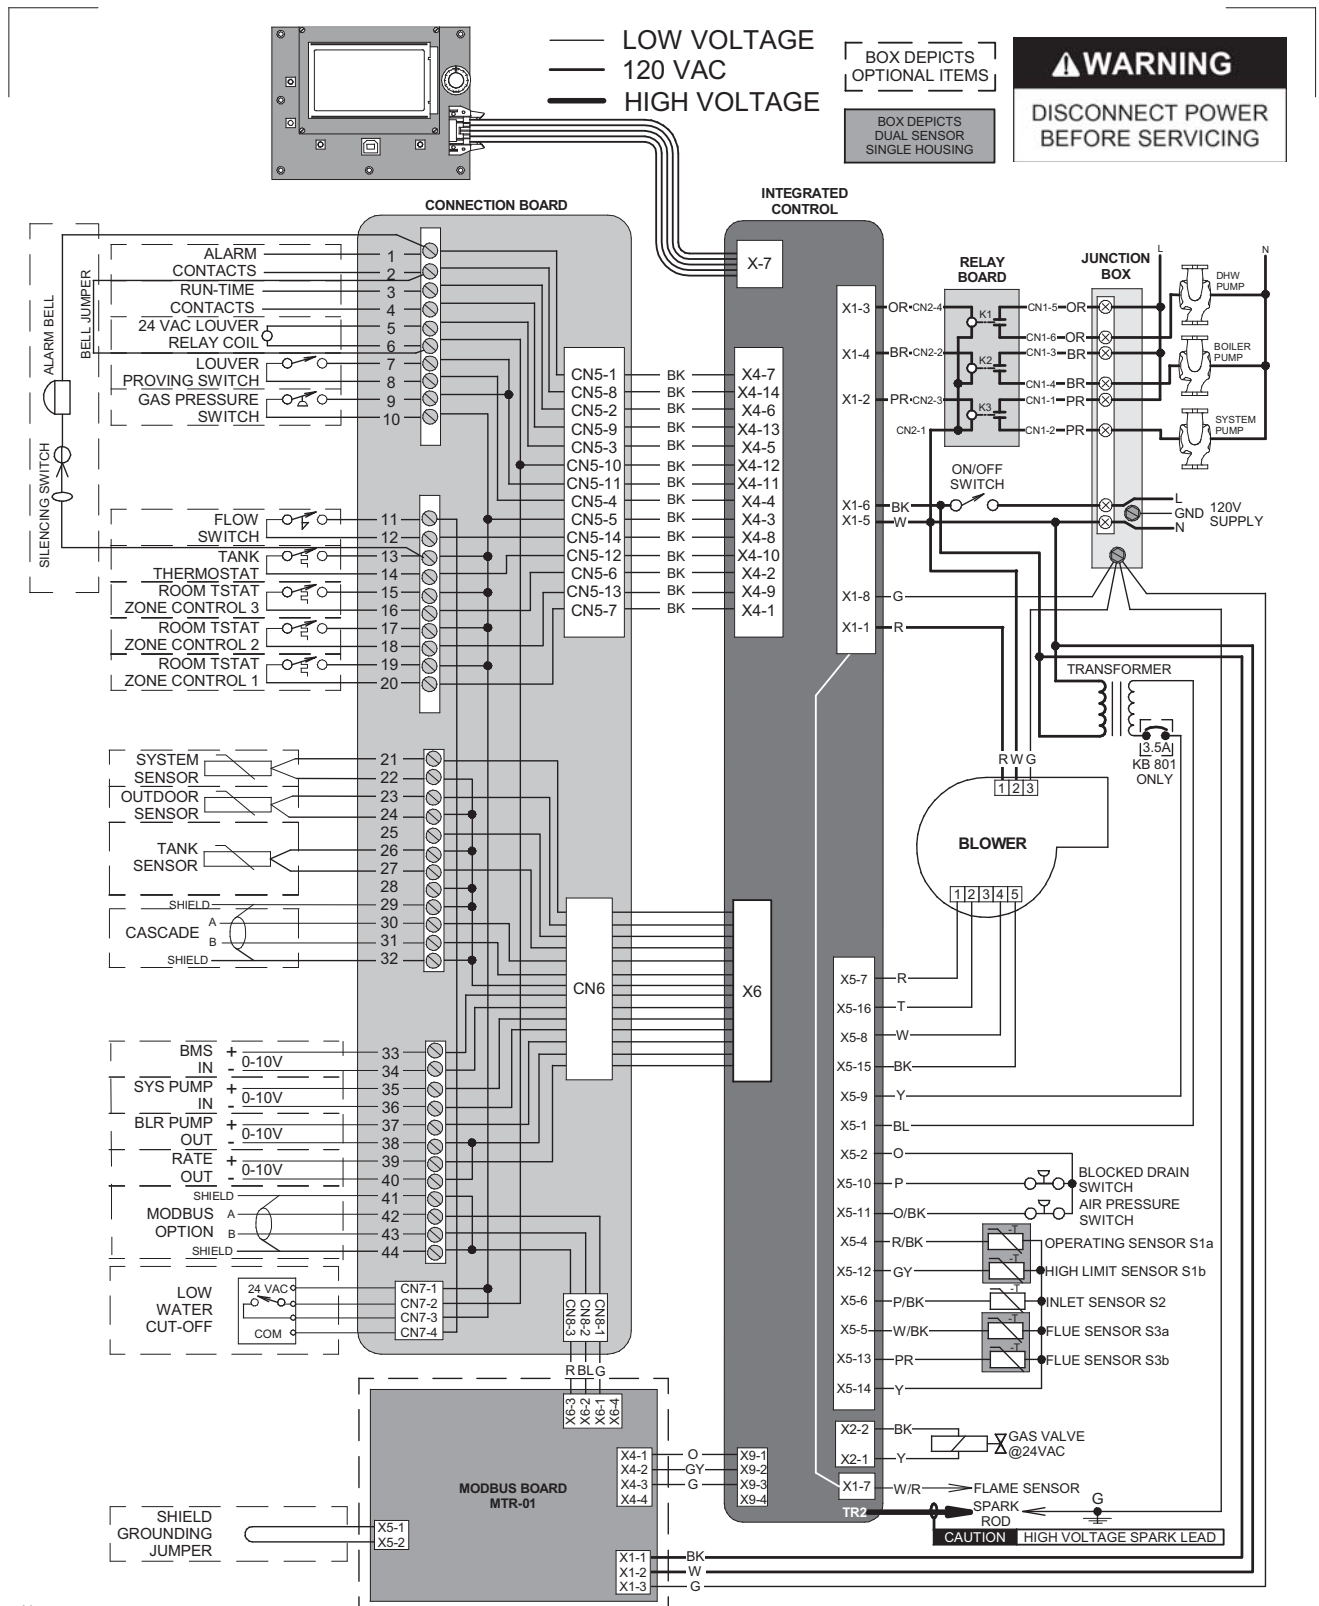 LOW VOLTAGE
120 VAC
HIGH VOLTAGE
BOX DEPICTS
OPTIONAL ITEMS
BOX DEPICTS
DUAL SENSOR
SINGLE HOUSING
WARNING
DISCONNECT POWER
BEFORE SERVICING
CONNECTION BOARD
ALARM BELL
SILENCING SWITCH
BELL JUMPER
ALARM 1
CONTACTS 2
RUN-TIME 3
CONTACTS 4
24 VAC LOUVER 5
RELAY COIL 6
LOUVER 7
PROVING SWITCH 8
GAS PRESSURE 9
SWITCH 10
FLOW 11
SWITCH 12
TANK 13
THERMOSTAT 14
ROOM TSTAT 15
ZONE CONTROL 3 16
ROOM TSTAT 17
ZONE CONTROL 2 18
ROOM TSTAT 19
ZONE CONTROL 1 20
SYSTEM 21
SENSOR 22
OUTDOOR 23
SENSOR 24
25
TANK 26
SENSOR 27
28
SHIELD 29
A 30
CASCADE
B 31
SHIELD 32
BMS + 33
IN - 0-10V 34
SYS PUMP + 35
IN - 0-10V 36
BLR PUMP + 37
OUT - 0-10V 38
RATE + 39
OUT - 0-10V 40
SHIELD 41
MODBUS A 42
OPTION B 43
SHIELD 44
LOW
WATER
CUT-OFF
24 VAC
COM
CN7-1
CN7-2
CN7-3
CN7-4
CN5-1 BK X4-7
CN5-8 BK X4-14
CN5-2 BK X4-6
CN5-9 BK X4-13
CN5-3 BK X4-5
CN5-10 BK X4-12
CN5-11 BK X4-11
CN5-4 BK X4-4
CN5-5 BK X4-3
CN5-14 BK X4-8
CN5-12 BK X4-10
CN5-6 BK X4-2
CN5-13 BK X4-9
CN5-7 BK X4-1
CN6
X6
CN8-3
CN8-2
CN8-1
R BL G
X6-3
X6-2
X6-1
X6-4
MODBUS BOARD
MTR-01
X4-1 O X9-1
X4-2 GY X9-2
X4-3 G X9-3
X4-4 X9-4
SHIELD
GROUNDING
JUMPER
X5-1
X5-2
X1-1 BK
X1-2 W
X1-3 G
INTEGRATED
CONTROL
X-7
RELAY
BOARD
JUNCTION
BOX
L
N
X1-3 OR CN2-4 K1 CN1-5 OR
CN1-6 OR
X1-4 BR CN2-2 K2 CN1-3 BR
CN1-4 BR
X1-2 PR CN2-3 K3 CN1-1 PR
CN2-1 CN1-2 PR
DHW
PUMP
BOILER
PUMP
SYSTEM
PUMP
ON/OFF
SWITCH
X1-6 BK
X1-5 W
L
GND
N
120V
SUPPLY
X1-8 G
X1-1 R
TRANSFORMER
3.5A
KB 801
ONLY
R W G
1 2 3
BLOWER
1 2 3 4 5
X5-7 R
X5-16 T
X5-8 W
X5-15 BK
X5-9 Y
X5-1 BL
X5-2 O
X5-10 P
BLOCKED DRAIN
SWITCH
X5-11 O/BK
AIR PRESSURE
SWITCH
X5-4 R/BK -T OPERATING SENSOR S1a
X5-12 GY -T HIGH LIMIT SENSOR S1b
X5-6 P/BK -T INLET SENSOR S2
X5-5 W/BK -T FLUE SENSOR S3a
X5-13 PR -T FLUE SENSOR S3b
X5-14 Y
X2-2 BK
X2-1 Y
GAS VALVE
@24VAC
X1-7 W/R FLAME SENSOR
TR2
SPARK
ROD
G
CAUTION HIGH VOLTAGE SPARK LEAD